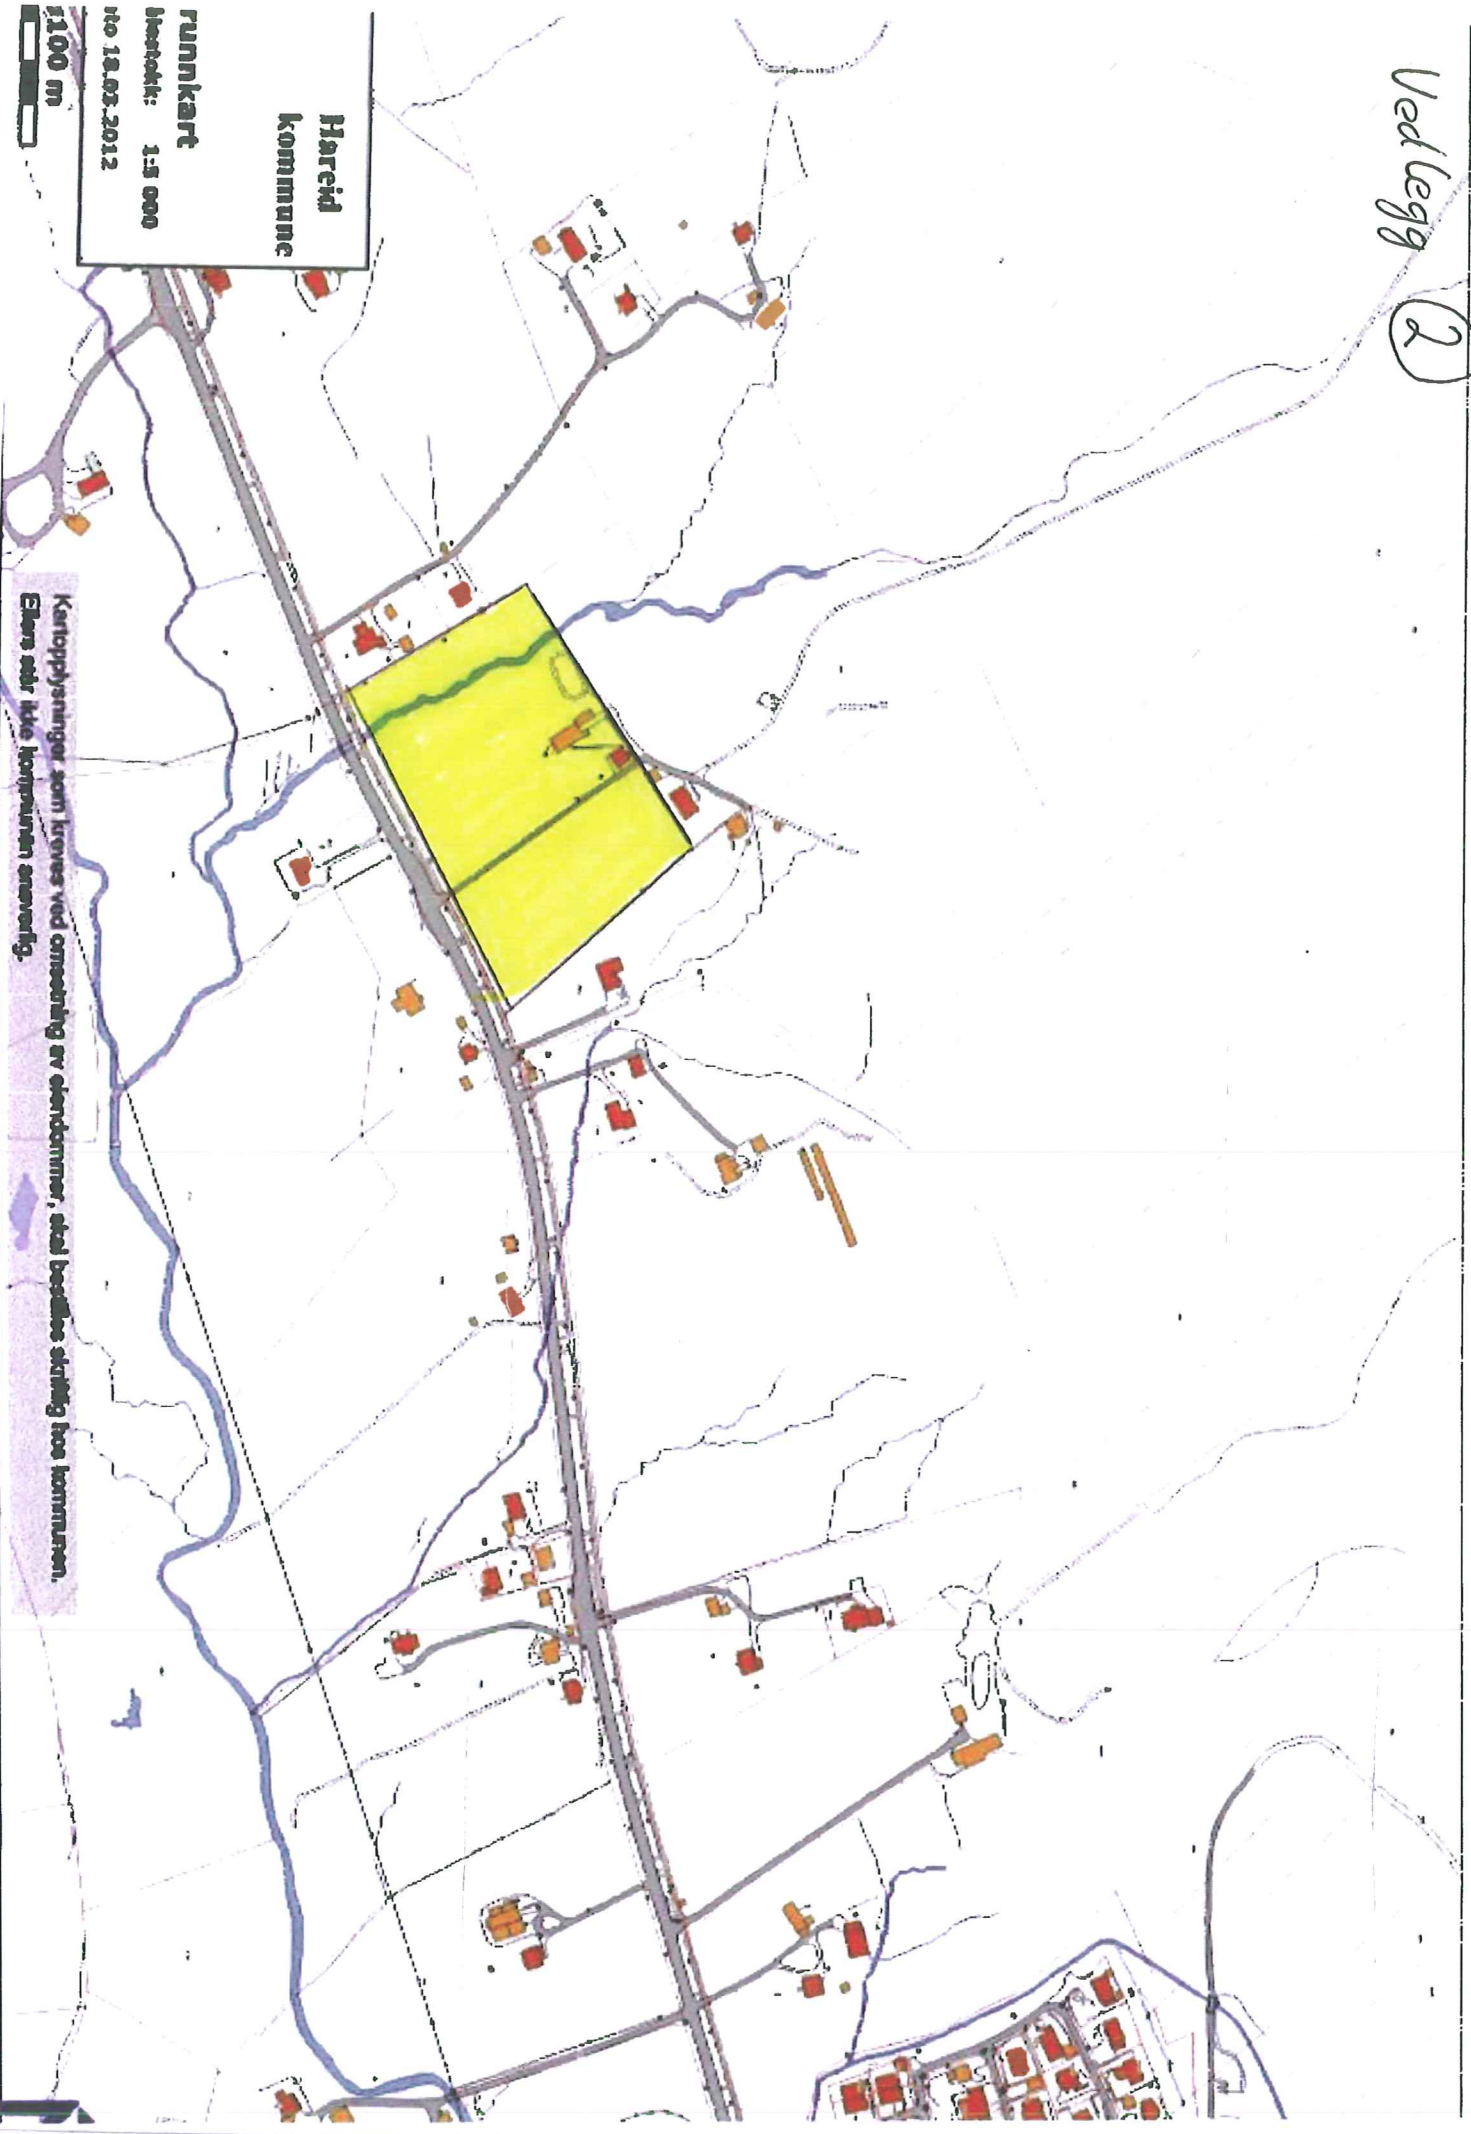 Vedlegg 2
Hareid
kommune
runnkart
1:5 000
18.03.2012
100 m
Kartopplysninger som kreves ved omsetning av eiendommer, skal bestilles skriftlig hos kommunen.
Ellers står ikke kommunen ansvarlig.